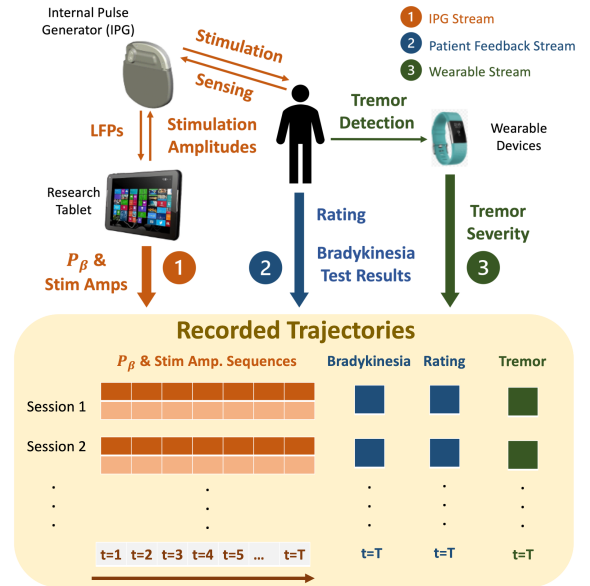 Internal Pulse
Generator (IPG)
Stimulation
Sensing
1 IPG Stream
2 Patient Feedback Stream
3 Wearable Stream
LFPs
Stimulation
Amplitudes
Tremor
Detection
Wearable
Devices
Research
Tablet
Rating
Bradykinesia
Test Results
Tremor
Severity
P_β &
Stim Amps
1
2
3
Recorded Trajectories
P_β & Stim Amp. Sequences Bradykinesia Rating Tremor
Session 1
Session 2
t=1 t=2 t=3 t=4 t=5 ... t=T t=T t=T t=T